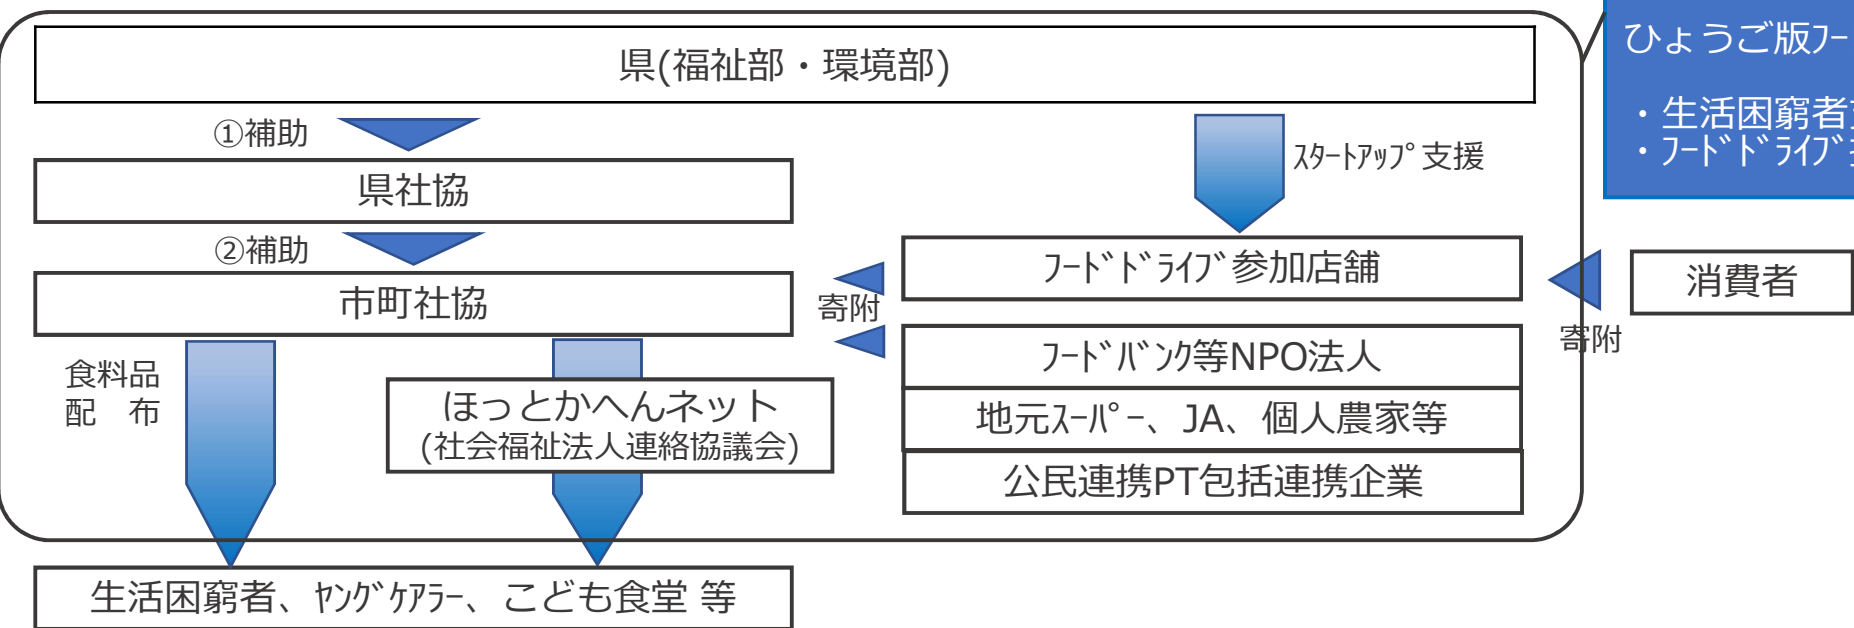 県(福祉部・環境部)
ひょうご版ﾌｰ
・生活困窮者
・ﾌｰﾄﾞﾄﾞﾗｲﾌﾞ
①補助
ｽﾀｰﾄｱｯﾌﾟ支援
県社協
②補助
ﾌｰﾄﾞﾄﾞﾗｲﾌﾞ参加店舗
消費者
市町社協
寄附
寄附
ﾌｰﾄﾞﾊﾞﾝｸ等NPO法人
食料品
配　布
ほっとかへんネット
(社会福祉法人連絡協議会)
地元ｽｰﾊﾟｰ、JA、個人農家等
公民連携PT包括連携企業
生活困窮者、ﾔﾝｸﾞｹｱﾗｰ、こども食堂 等